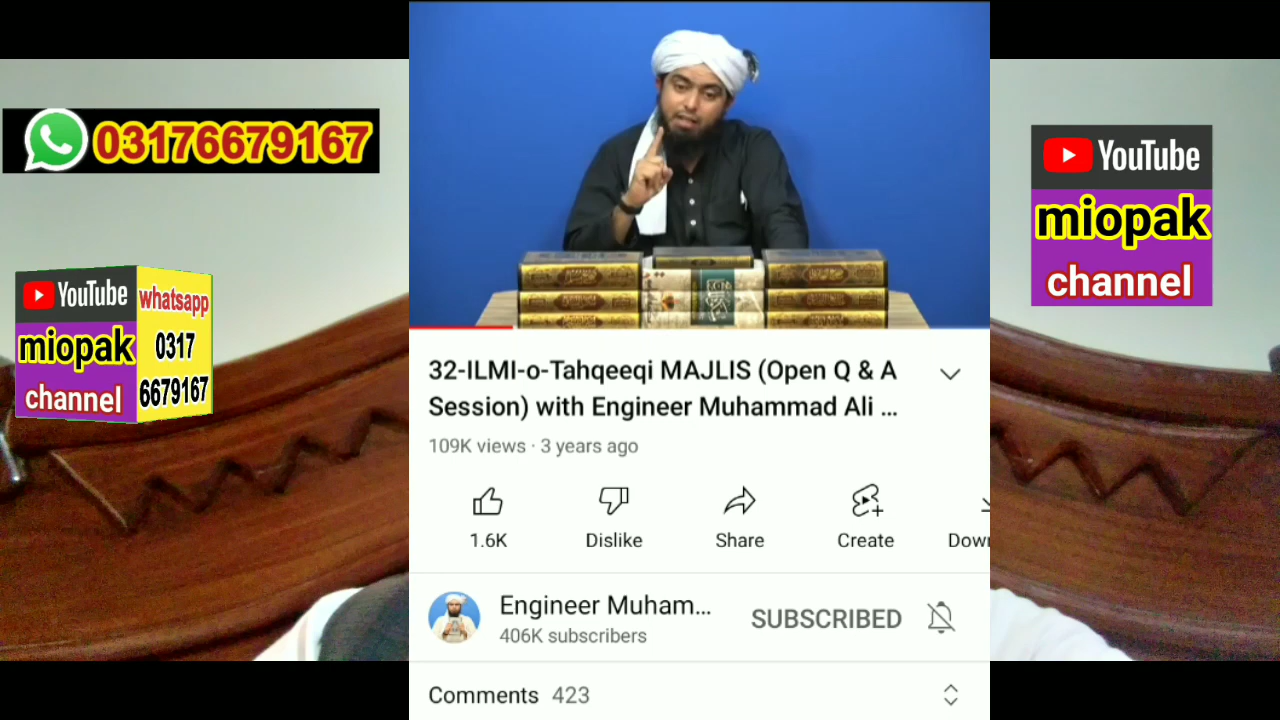 03176679167
YouTube
miopak
channel
whatsapp
0317
6679167
YouTube
miopak
channel
32-ILMI-o-Tahqeeqi MAJLIS (Open Q & A
Session) with Engineer Muhammad Ali ...
109K views · 3 years ago
1.6K
Dislike
Share
Create
Down
Engineer Muham...
406K subscribers
SUBSCRIBED
Comments 423